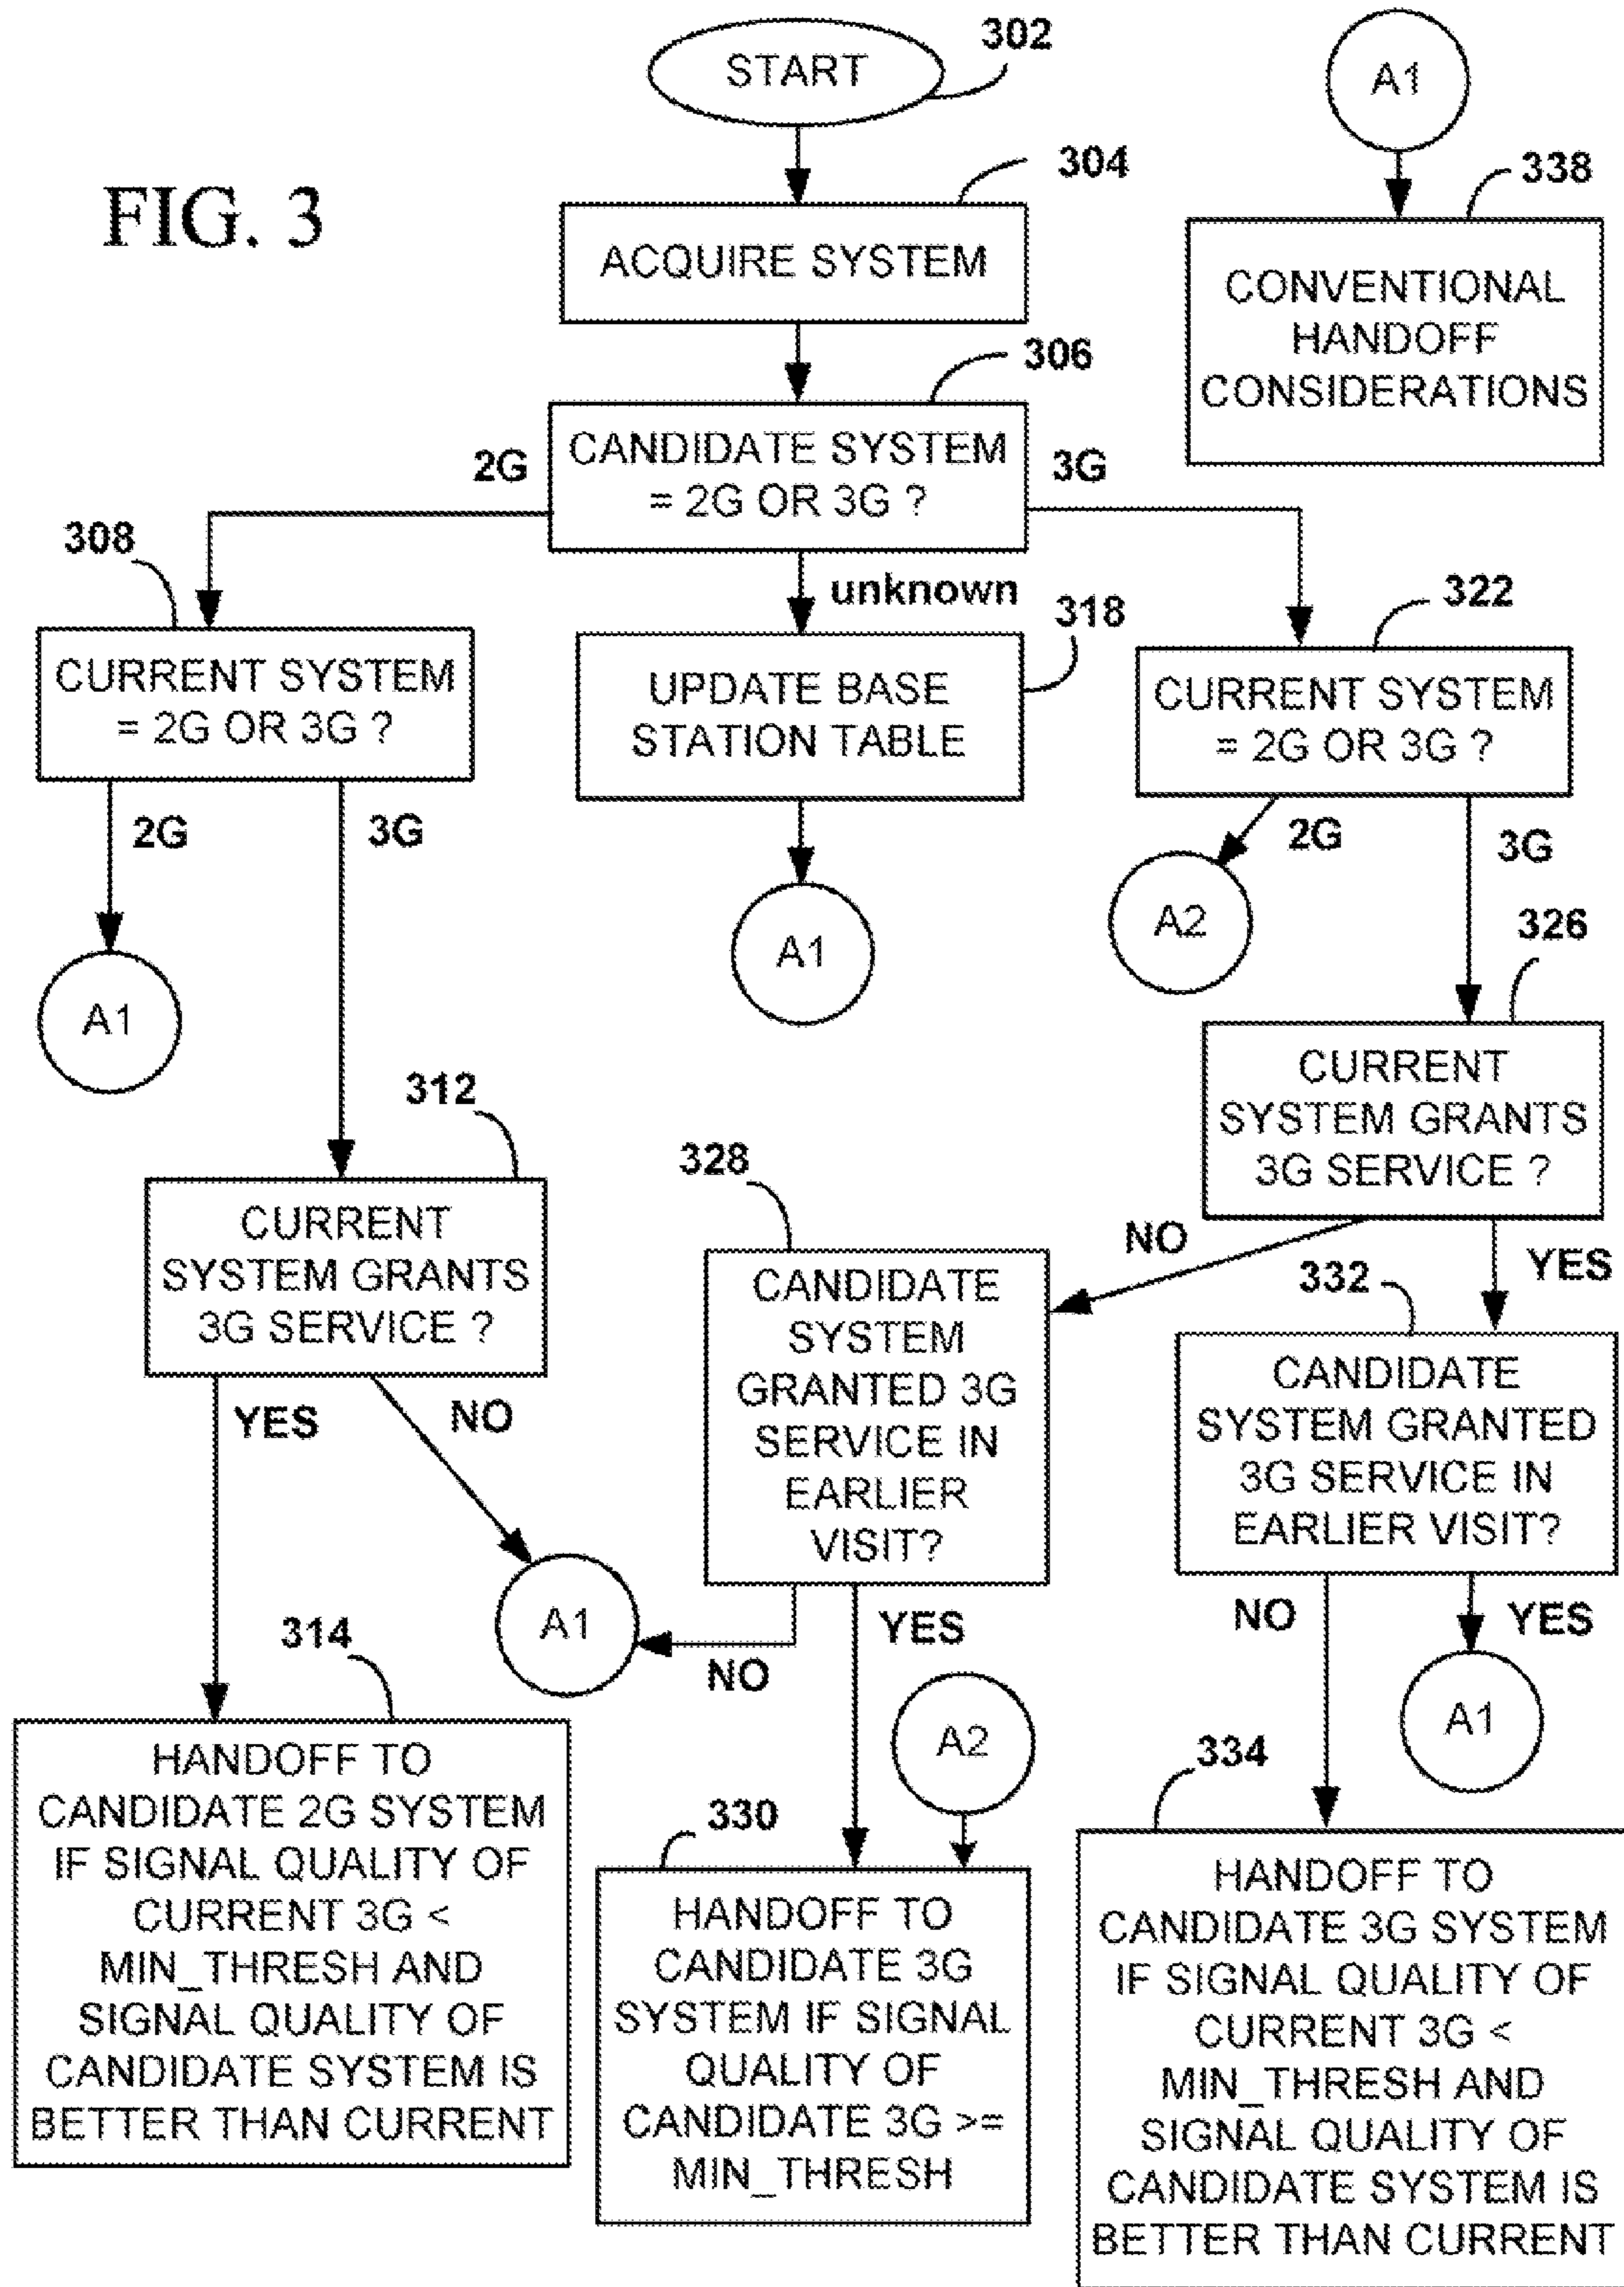 302
START
A1
304
338
FIG. 3
ACQUIRE SYSTEM
CONVENTIONAL
HANDOFF
CONSIDERATIONS
306
2G
CANDIDATE SYSTEM
= 2G OR 3G ?
3G
308
unknown
318
322
CURRENT SYSTEM
= 2G OR 3G ?
UPDATE BASE
STATION TABLE
CURRENT SYSTEM
= 2G OR 3G ?
2G
3G
2G
3G
A1
A1
A2
326
312
328
CURRENT
SYSTEM GRANTS
3G SERVICE ?
CURRENT
SYSTEM GRANTS
3G SERVICE ?
NO
YES
332
CANDIDATE
SYSTEM
GRANTED 3G
SERVICE IN
EARLIER
VISIT?
CANDIDATE
SYSTEM GRANTED
3G SERVICE IN
EARLIER VISIT?
YES
NO
A1
NO
YES
NO
YES
A1
314
A2
330
334
HANDOFF TO
CANDIDATE 2G SYSTEM
IF SIGNAL QUALITY OF
CURRENT 3G <
MIN_THRESH AND
SIGNAL QUALITY OF
CANDIDATE SYSTEM IS
BETTER THAN CURRENT
HANDOFF TO
CANDIDATE 3G
SYSTEM IF SIGNAL
QUALITY OF
CANDIDATE 3G >=
MIN_THRESH
HANDOFF TO
CANDIDATE 3G SYSTEM
IF SIGNAL QUALITY OF
CURRENT 3G <
MIN_THRESH AND
SIGNAL QUALITY OF
CANDIDATE SYSTEM IS
BETTER THAN CURRENT